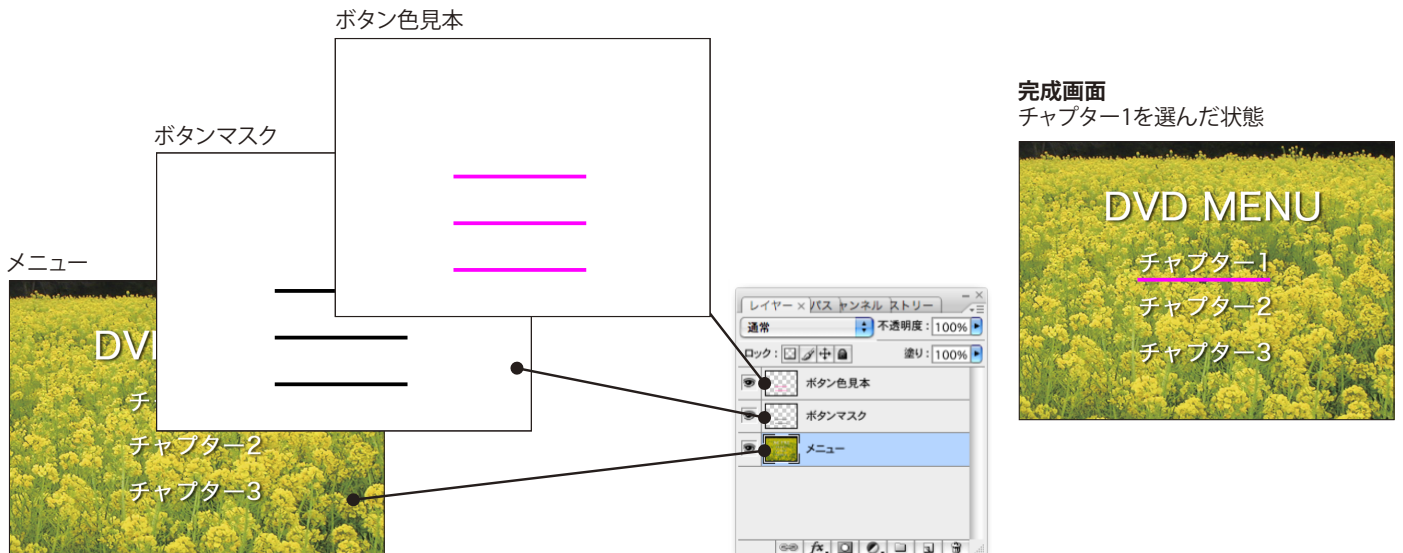 ボタン色見本
ボタンマスク
メニュー
DV
チ
チャプター2
チャプター3
レイヤー × パス ャンネル ストリー
通常
不透明度: 100%
ロック:
塗り: 100%
ボタン色見本
ボタンマスク
メニュー
fx.
完成画面
チャプター1を選んだ状態
DVD MENU
チャプター1
チャプター2
チャプター3